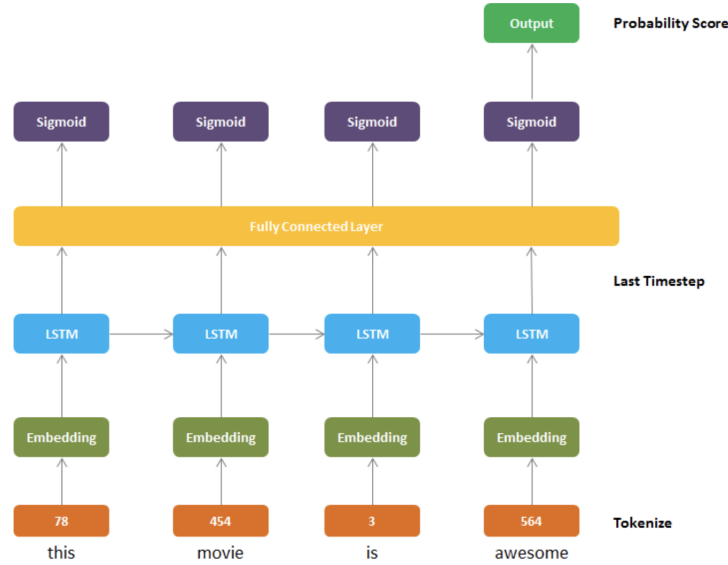 Output Probability Score
Sigmoid Sigmoid Sigmoid Sigmoid
Fully Connected Layer
Last Timestep
LSTM LSTM LSTM LSTM
Embedding Embedding Embedding Embedding
78 454 3 564 Tokenize
this movie is awesome